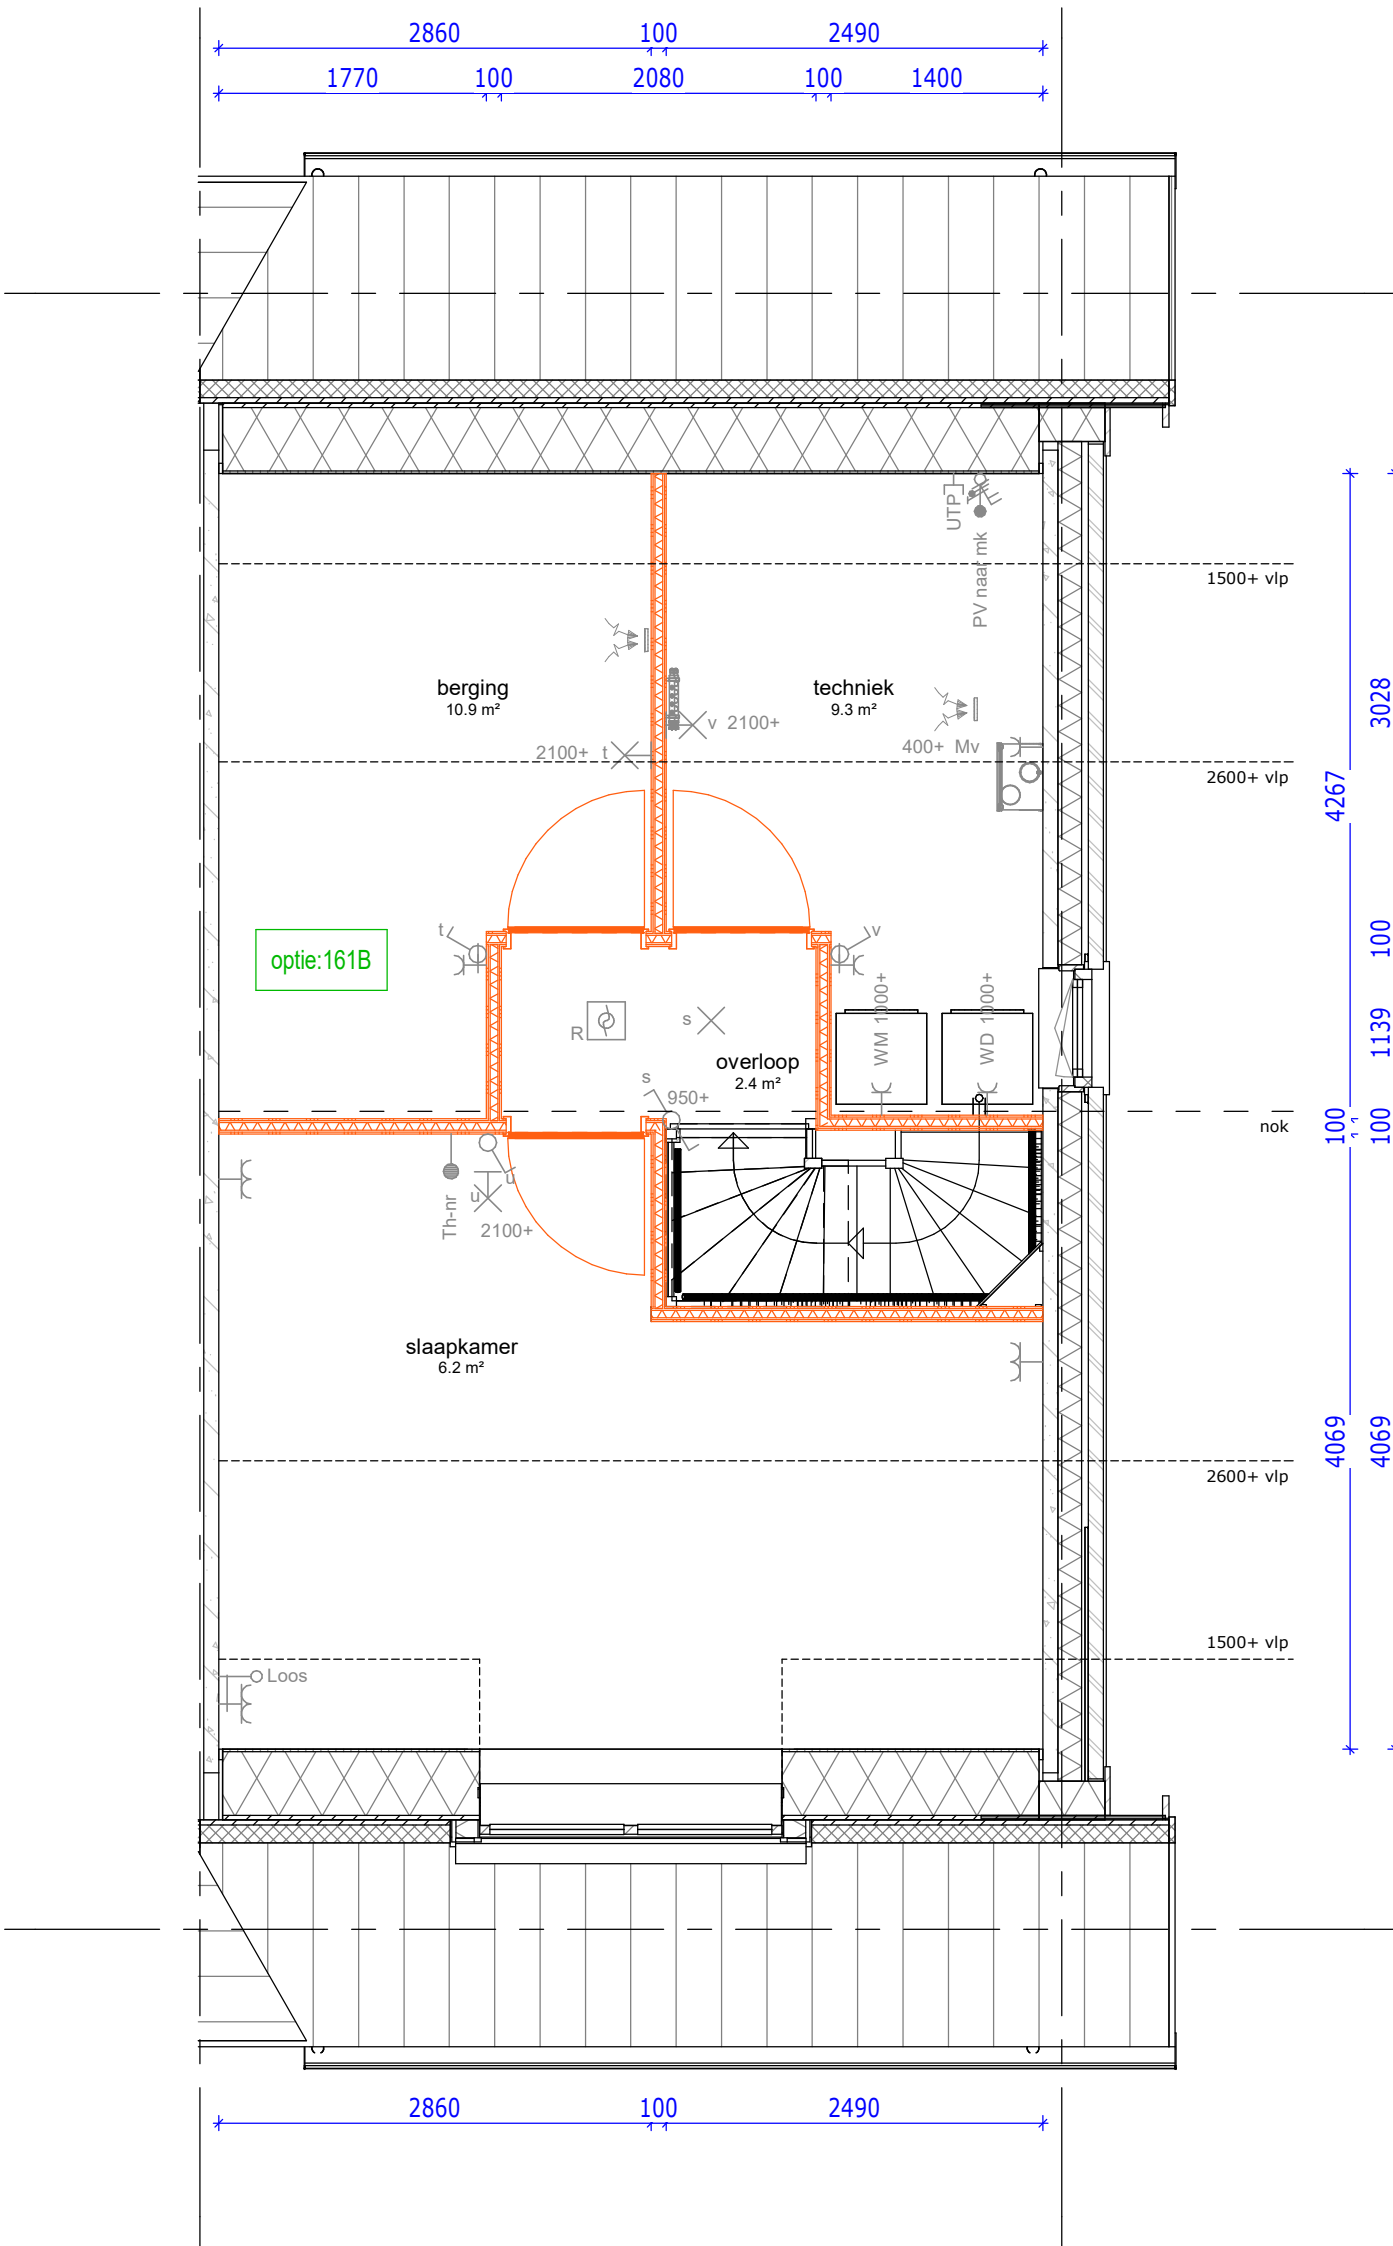 2860 100 2490
1770 100 2080 100 1400
UTP
PV naar mk
1500+ vlp
berging
10.9 m²
techniek
9.3 m²
3028
v 2100+
2100+ t
400+ Mv
2600+ vlp
4267
t
v
optie:161B
100
WM 1000+
WD 1000+
R
s
1139
overloop
2.4 m²
s
950+
nok
100
100
u
u
Th-nr
2100+
slaapkamer
6.2 m²
4069
4069
2600+ vlp
1500+ vlp
Loos
2860 100 2490